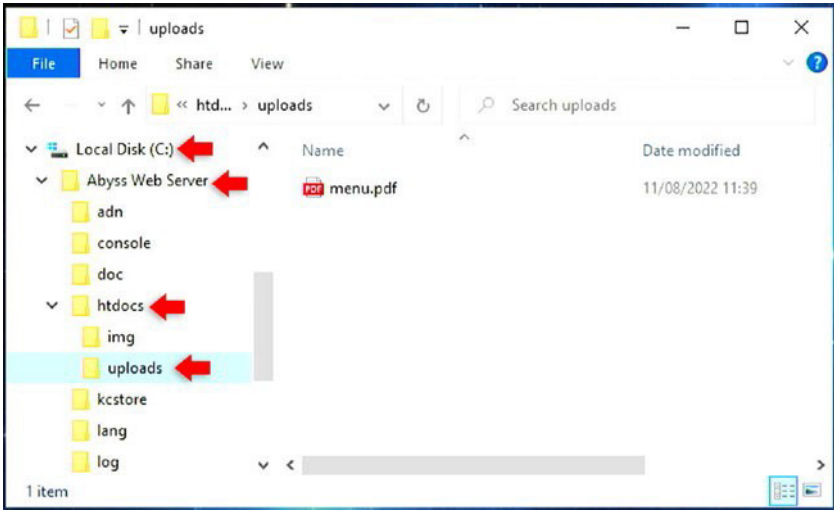 uploads
File Home Share View
« htd... › uploads Search uploads
Local Disk (C:)
Name Date modified
Abyss Web Server
PDF menu.pdf 11/08/2022 11:39
adn
console
doc
htdocs
img
uploads
kcstore
lang
log
1 item